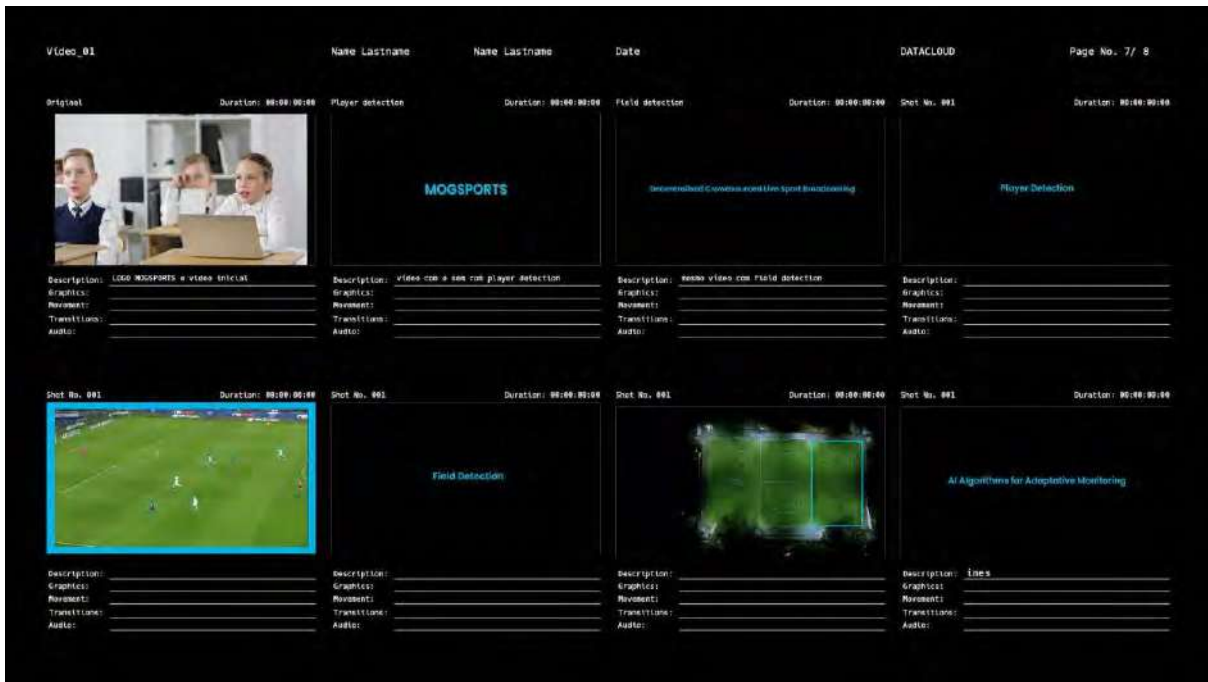 Video_01 Name Lastname Name Lastname Date DATACLOUD Page No. 7/ 8
Original Duration: 00:00:00:00 Player detection Duration: 00:00:00:00 Field detection Duration: 00:00:00:00 Shot No. 001 Duration: 00:00:00:00
MOGSPORTS
Decentralised Crowdsourced Live Sport Broadcasting
Player Detection
Description: LOGO MOGSPORTS e video inicial
Graphics:
Movement:
Transitions:
Audio:
Description: video com o som com player detection
Graphics:
Movement:
Transitions:
Audio:
Description: mesmo video com field detection
Graphics:
Movement:
Transitions:
Audio:
Description:
Graphics:
Movement:
Transitions:
Audio:
Shot No. 001 Duration: 00:00:00:00 Shot No. 001 Duration: 00:00:00:00 Shot No. 001 Duration: 00:00:00:00 Shot No. 001 Duration: 00:00:00:00
Field Detection
AI Algorithms for Adaptative Monitoring
Description:
Graphics:
Movement:
Transitions:
Audio:
Description:
Graphics:
Movement:
Transitions:
Audio:
Description:
Graphics:
Movement:
Transitions:
Audio:
Description: ines
Graphics:
Movement:
Transitions:
Audio: